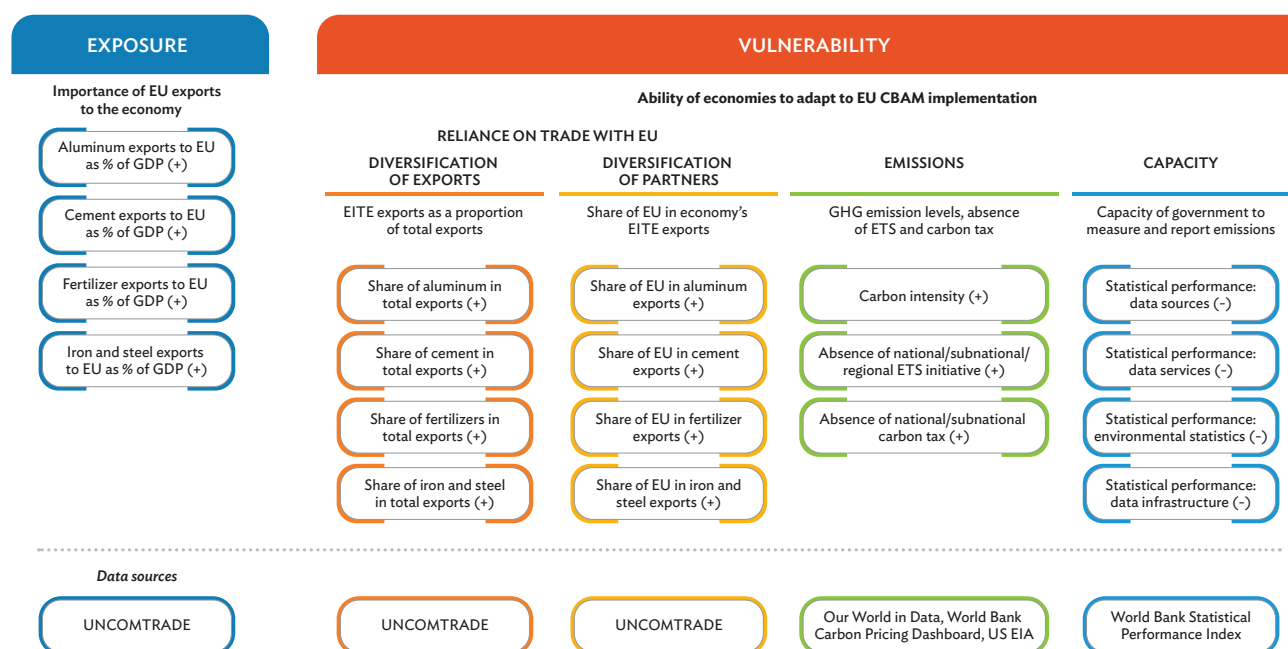 EXPOSURE
Importance of EU exports
to the economy
Aluminum exports to EU
as % of GDP (+)
Cement exports to EU
as % of GDP (+)
Fertilizer exports to EU
as % of GDP (+)
Iron and steel exports
to EU as % of GDP (+)
VULNERABILITY
Ability of economies to adapt to EU CBAM implementation
RELIANCE ON TRADE WITH EU
DIVERSIFICATION
OF EXPORTS
EITE exports as a proportion
of total exports
Share of aluminum in
total exports (+)
Share of cement in
total exports (+)
Share of fertilizers in
total exports (+)
Share of iron and steel
in total exports (+)
DIVERSIFICATION
OF PARTNERS
Share of EU in economy’s
EITE exports
Share of EU in aluminum
exports (+)
Share of EU in cement
exports (+)
Share of EU in fertilizer
exports (+)
Share of EU in iron and
steel exports (+)
EMISSIONS
GHG emission levels, absence
of ETS and carbon tax
Carbon intensity (+)
Absence of national/subnational/
regional ETS initiative (+)
Absence of national/subnational
carbon tax (+)
CAPACITY
Capacity of government to
measure and report emissions
Statistical performance:
data sources (-)
Statistical performance:
data services (-)
Statistical performance:
environmental statistics (-)
Statistical performance:
data infrastructure (-)
Data sources
UNCOMTRADE
UNCOMTRADE
UNCOMTRADE
Our World in Data, World Bank
Carbon Pricing Dashboard, US EIA
World Bank Statistical
Performance Index